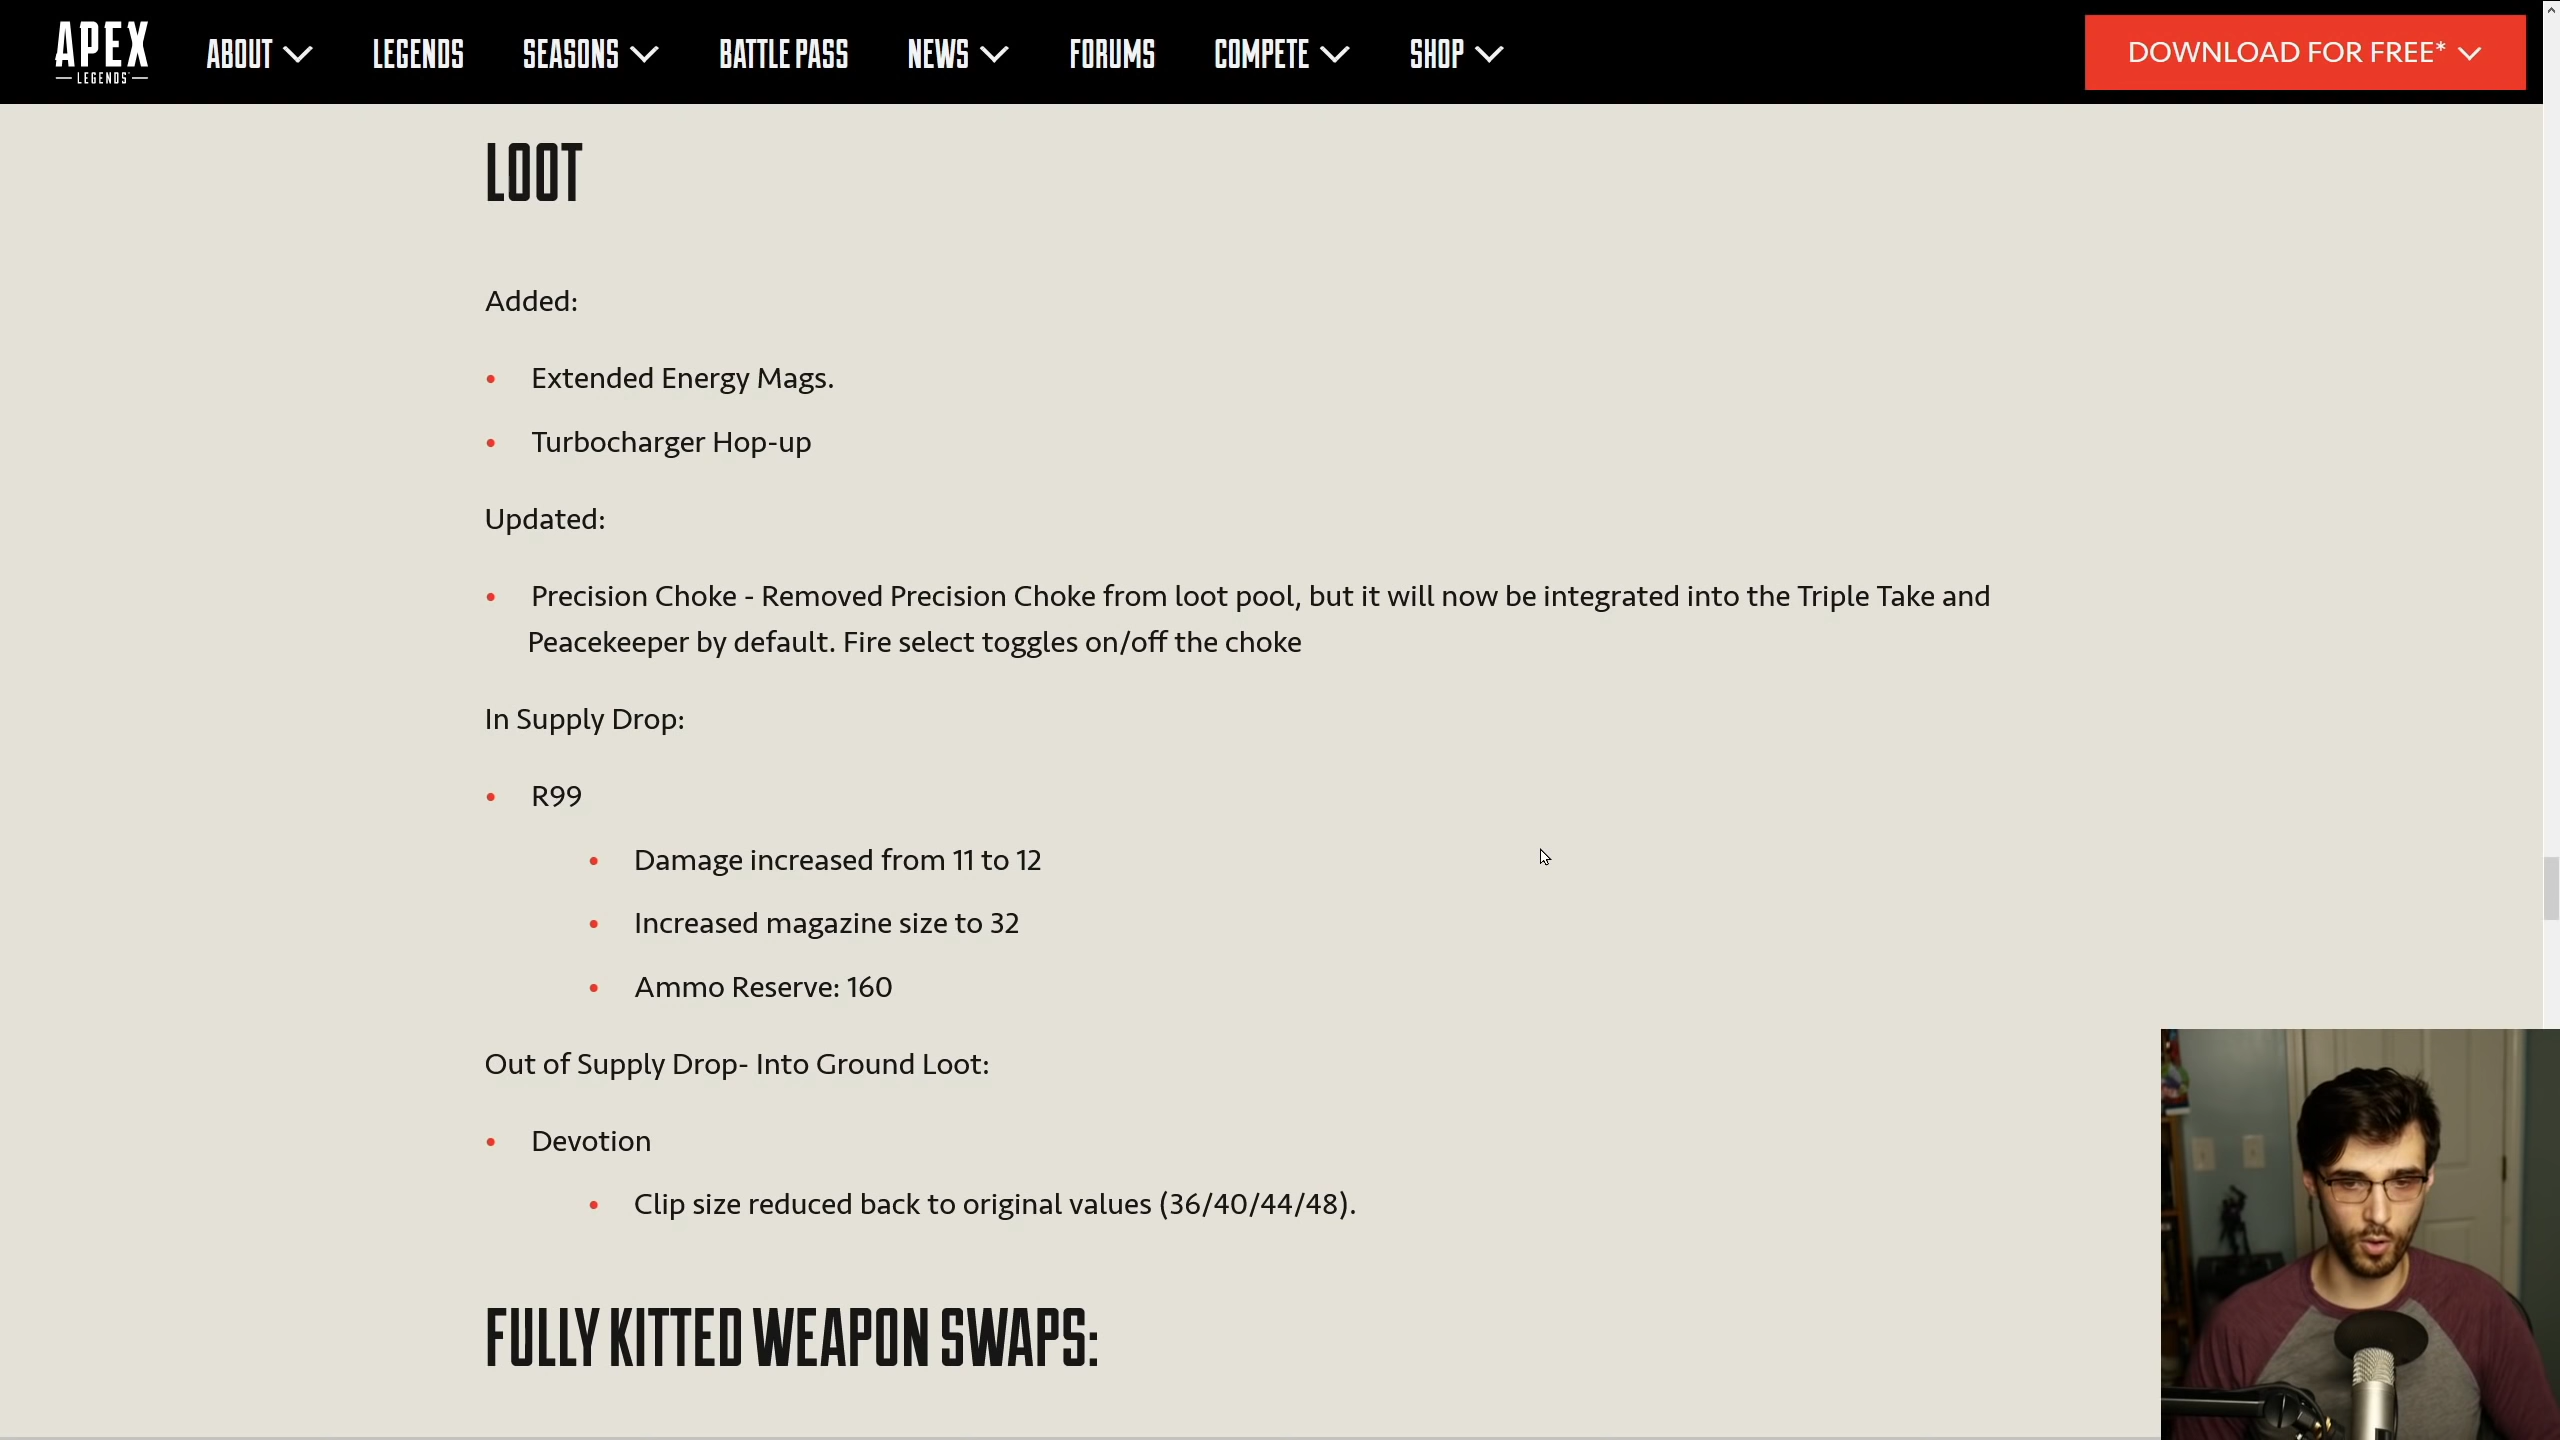 APEX
LEGENDS
ABOUT LEGENDS SEASONS BATTLE PASS NEWS FORUMS COMPETE SHOP DOWNLOAD FOR FREE*
LOOT
Added:
• Extended Energy Mags.
• Turbocharger Hop-up
Updated:
• Precision Choke - Removed Precision Choke from loot pool, but it will now be integrated into the Triple Take and
Peacekeeper by default. Fire select toggles on/off the choke
In Supply Drop:
• R99
• Damage increased from 11 to 12
• Increased magazine size to 32
• Ammo Reserve: 160
Out of Supply Drop- Into Ground Loot:
• Devotion
• Clip size reduced back to original values (36/40/44/48).
FULLY KITTED WEAPON SWAPS: